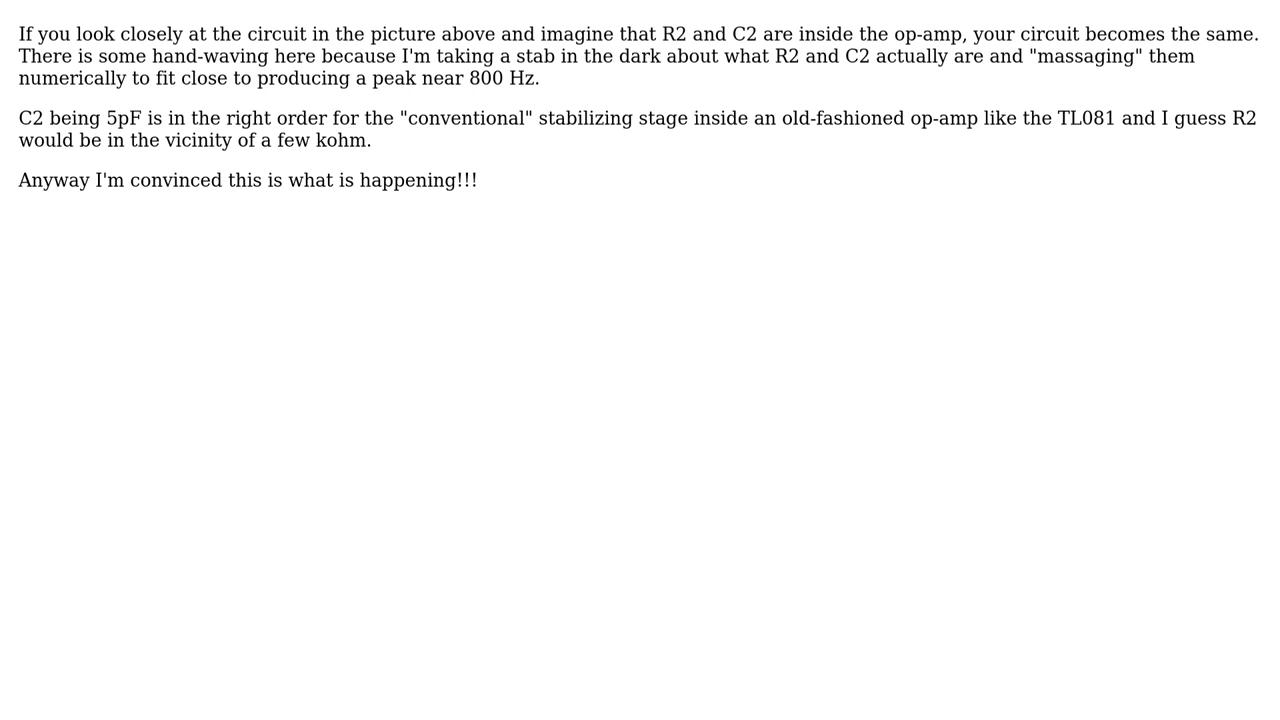 If you look closely at the circuit in the picture above and imagine that R2 and C2 are inside the op-amp, your circuit becomes the same.
There is some hand-waving here because I'm taking a stab in the dark about what R2 and C2 actually are and "massaging" them
numerically to fit close to producing a peak near 800 Hz.
C2 being 5pF is in the right order for the "conventional" stabilizing stage inside an old-fashioned op-amp like the TL081 and I guess R2
would be in the vicinity of a few kohm.
Anyway I'm convinced this is what is happening!!!